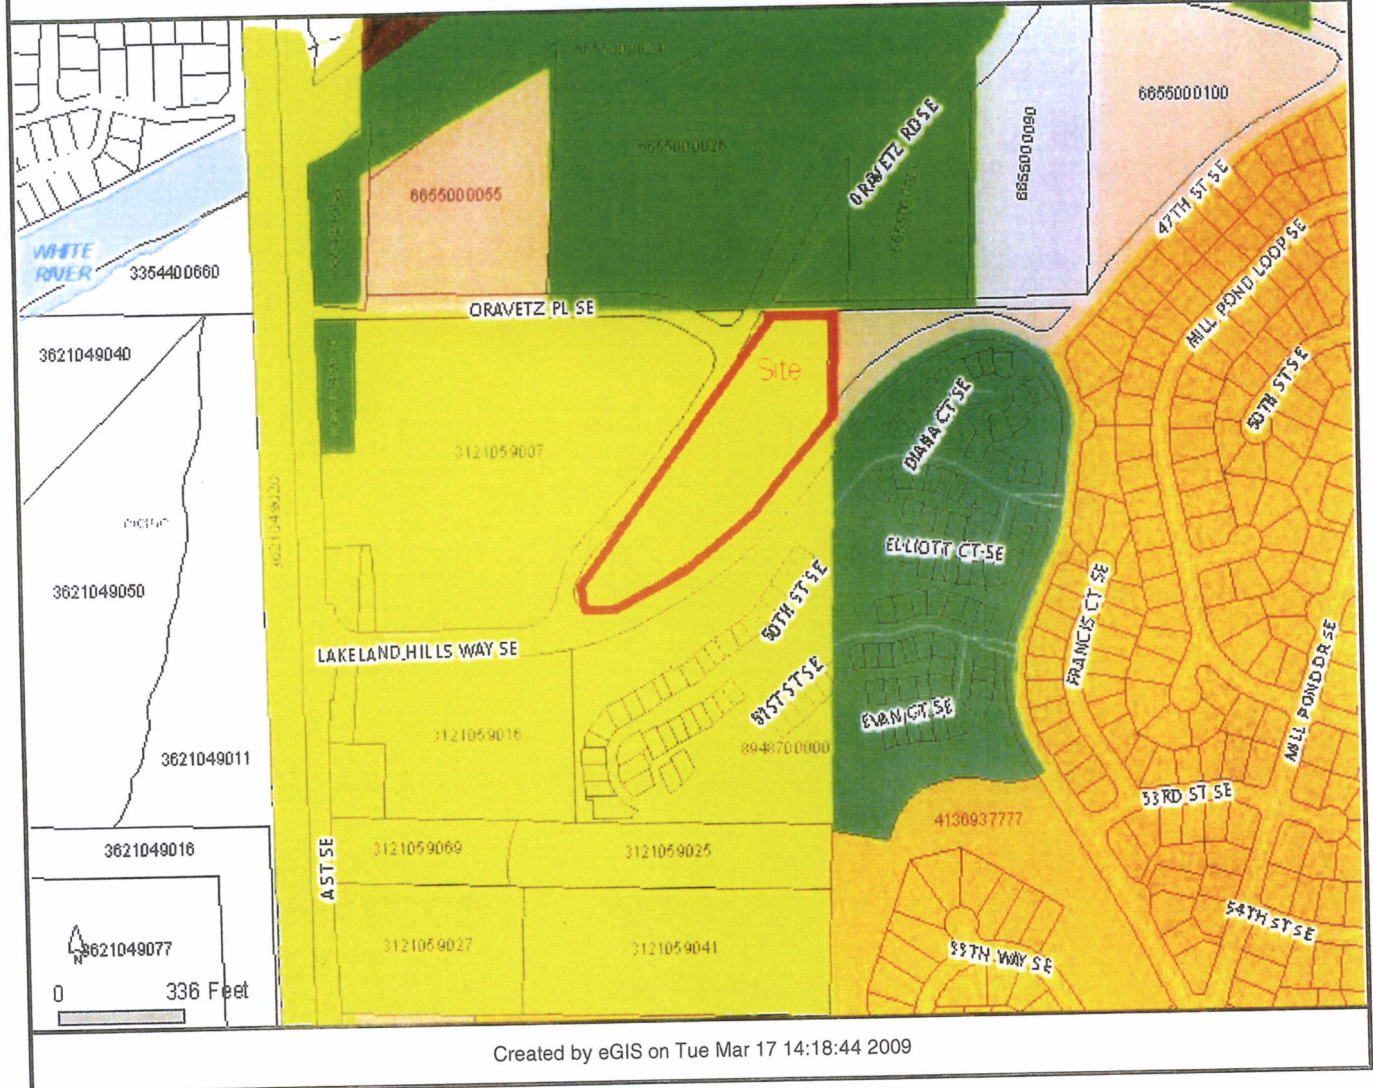 6655000026
ORAVETZ RD SE
6655000090
6655000100
6655000055
47TH ST SE
WHITE
RIVER
3354400660
MILL POND LOOP SE
ORAVETZ PL SE
3621049040
Site
50TH ST SE
DIANA CT SE
3121059007
3621049020
ELLIOTT CT SE
3621049050
50TH ST SE
FRANCIS CT SE
LAKELAND HILLS WAY SE
MILL POND DR SE
51ST ST SE
EVAN CT SE
3121059016
8948700000
3621049011
53RD ST SE
4136937777
3621049016
A ST SE
3121059069
3121059025
54TH ST SE
3621049077
N
3121059027
3121059041
55TH WAY SE
0 336 Feet
Created by eGIS on Tue Mar 17 14:18:44 2009